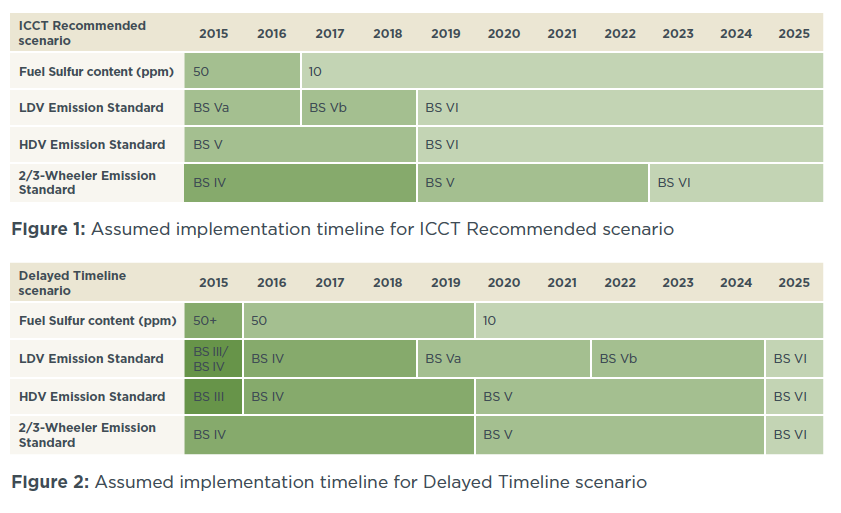 ICCT Recommended
scenario
2015 2016 2017 2018 2019 2020 2021 2022 2023 2024 2025
Fuel Sulfur content (ppm) 50 10
LDV Emission Standard BS Va BS Vb BS VI
HDV Emission Standard BS V BS VI
2/3-Wheeler Emission
Standard
BS IV BS V BS VI
FIgure 1: Assumed implementation timeline for ICCT Recommended scenario
Delayed Timeline
scenario
2015 2016 2017 2018 2019 2020 2021 2022 2023 2024 2025
Fuel Sulfur content (ppm) 50+ 50 10
LDV Emission Standard BS III/
BS IV
BS IV BS Va BS Vb BS VI
HDV Emission Standard BS III BS IV BS V BS VI
2/3-Wheeler Emission
Standard
BS IV BS V BS VI
FIgure 2: Assumed implementation timeline for Delayed Timeline scenario